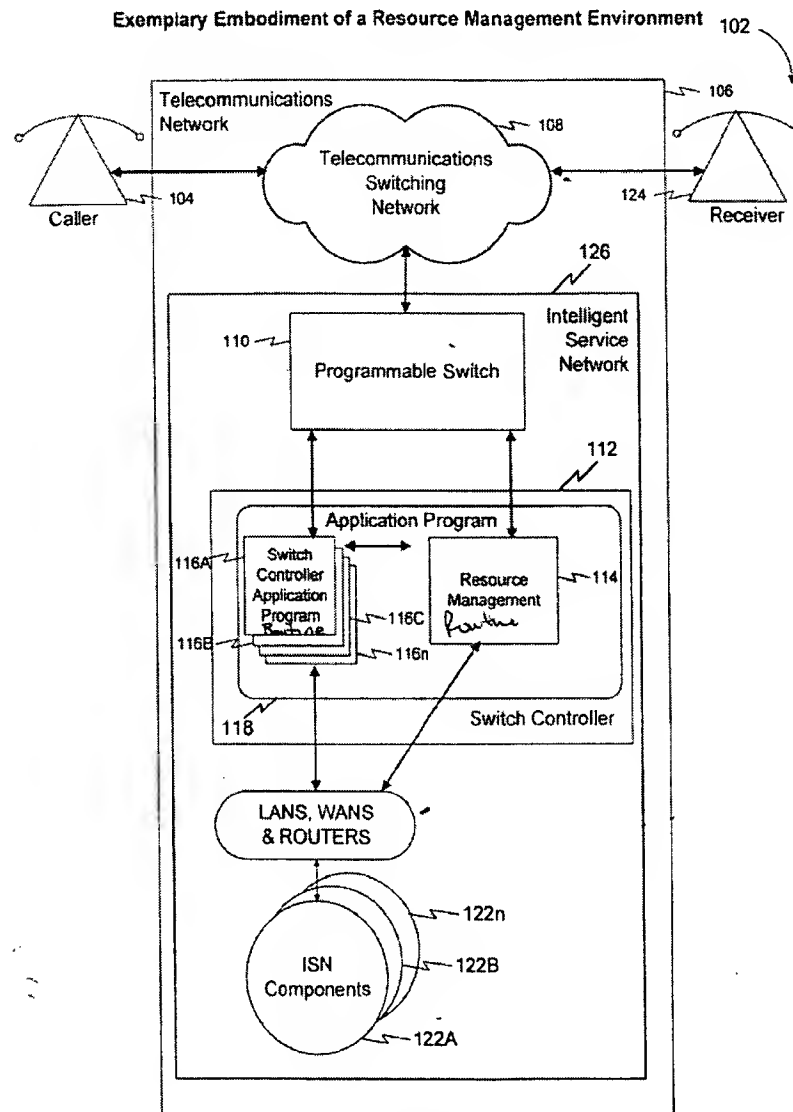 Exemplary Embodiment of a Resource Management Environment
102
Telecommunications
Network
106
108
Telecommunications
Switching
Network
104
Caller
124
Receiver
126
Intelligent
Service
Network
110
Programmable Switch
112
Application Program
116A
Switch
Controller
Application
Program
Routine
116B
116C
116n
Resource
Management
Routine
114
118
Switch Controller
LANS, WANS
& ROUTERS
122n
122B
ISN
Components
122A